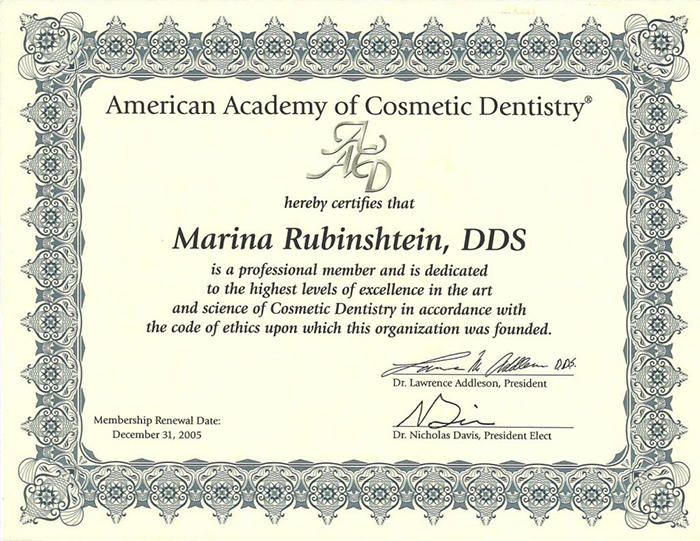 American Academy of Cosmetic Dentistry®
AACD
hereby certifies that
Marina Rubinshtein, DDS
is a professional member and is dedicated
to the highest levels of excellence in the art
and science of Cosmetic Dentistry in accordance with
the code of ethics upon which this organization was founded.
DDS.
Dr. Lawrence Addleson, President
Membership Renewal Date:
December 31, 2005
Dr. Nicholas Davis, President Elect